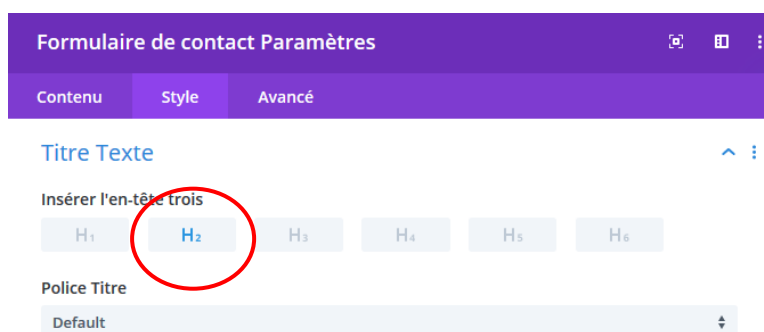 Formulaire de contact Paramètres
Contenu Style Avancé
Titre Texte
Insérer l'en-tête trois
H1 H2 H3 H4 H5 H6
Police Titre
Default